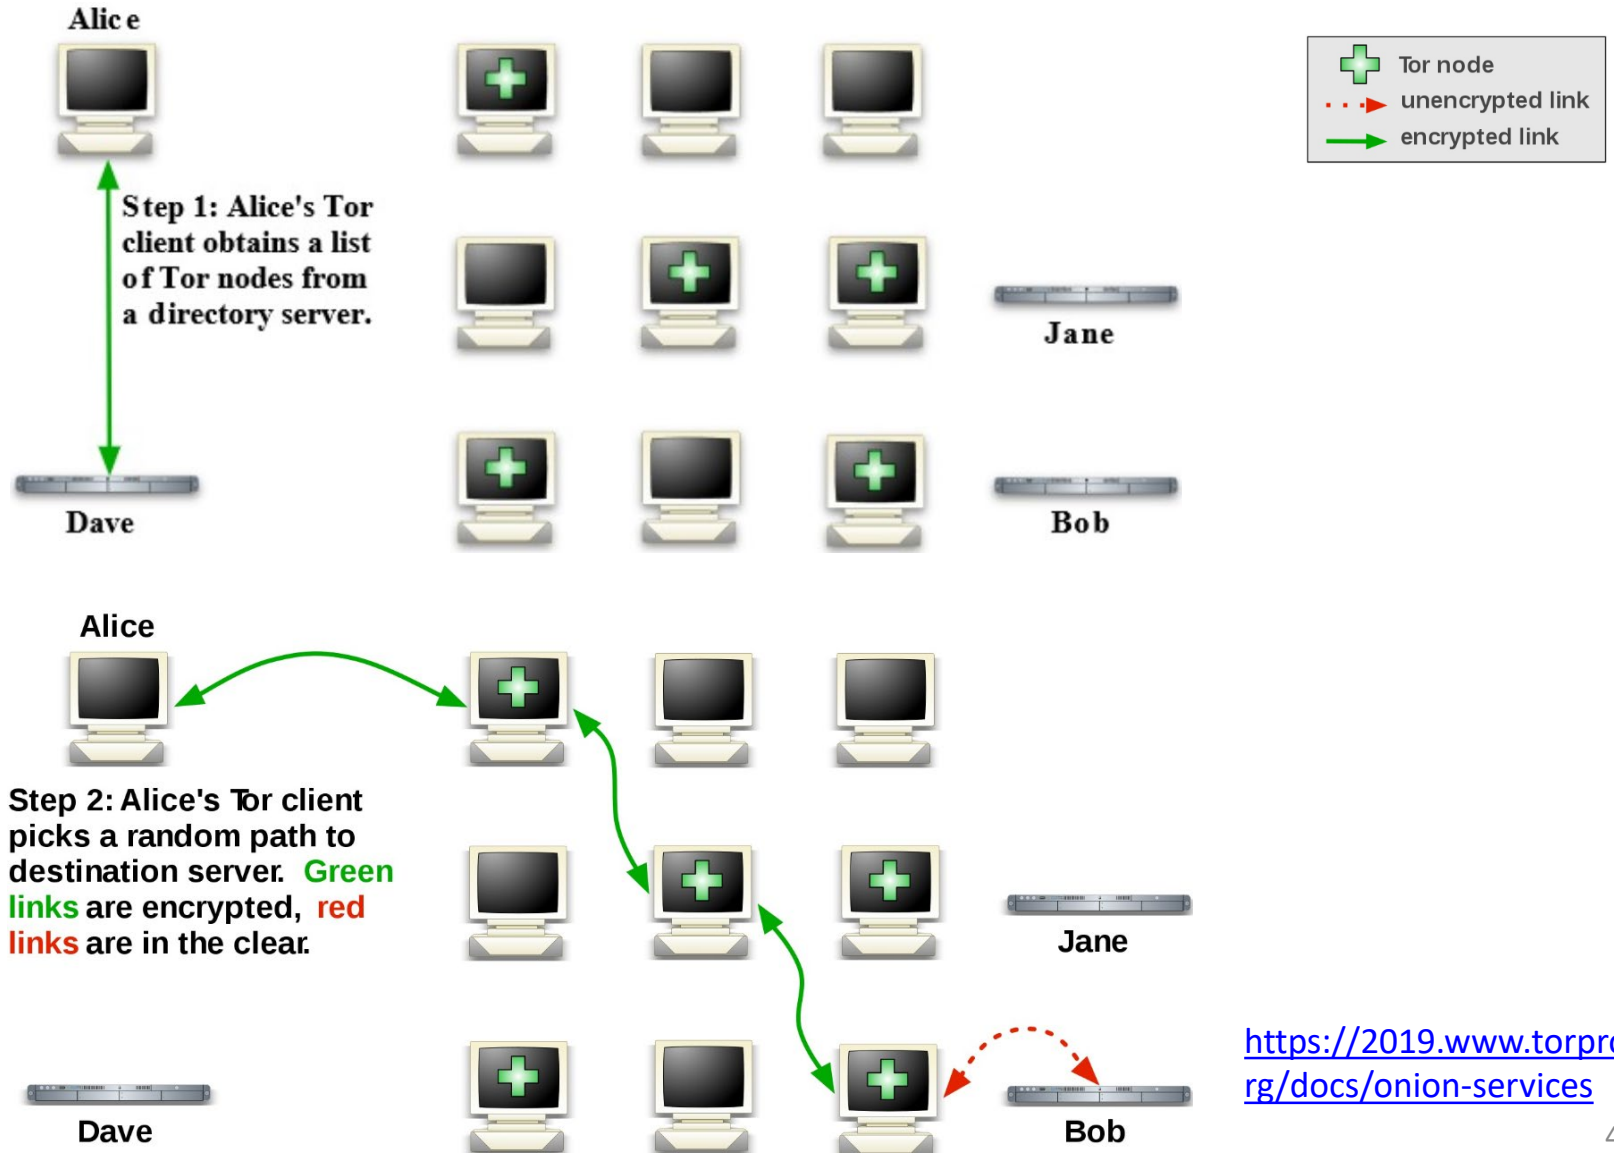 Alice
Tor node
unencrypted link
encrypted link
Step 1: Alice's Tor
client obtains a list
of Tor nodes from
a directory server.
Jane
Dave
Bob
Alice
Step 2: Alice's Tor client
picks a random path to
destination server. Green
links are encrypted, red
links are in the clear.
Jane
https://2019.www.torpro
rg/docs/onion-services
Dave
Bob
4